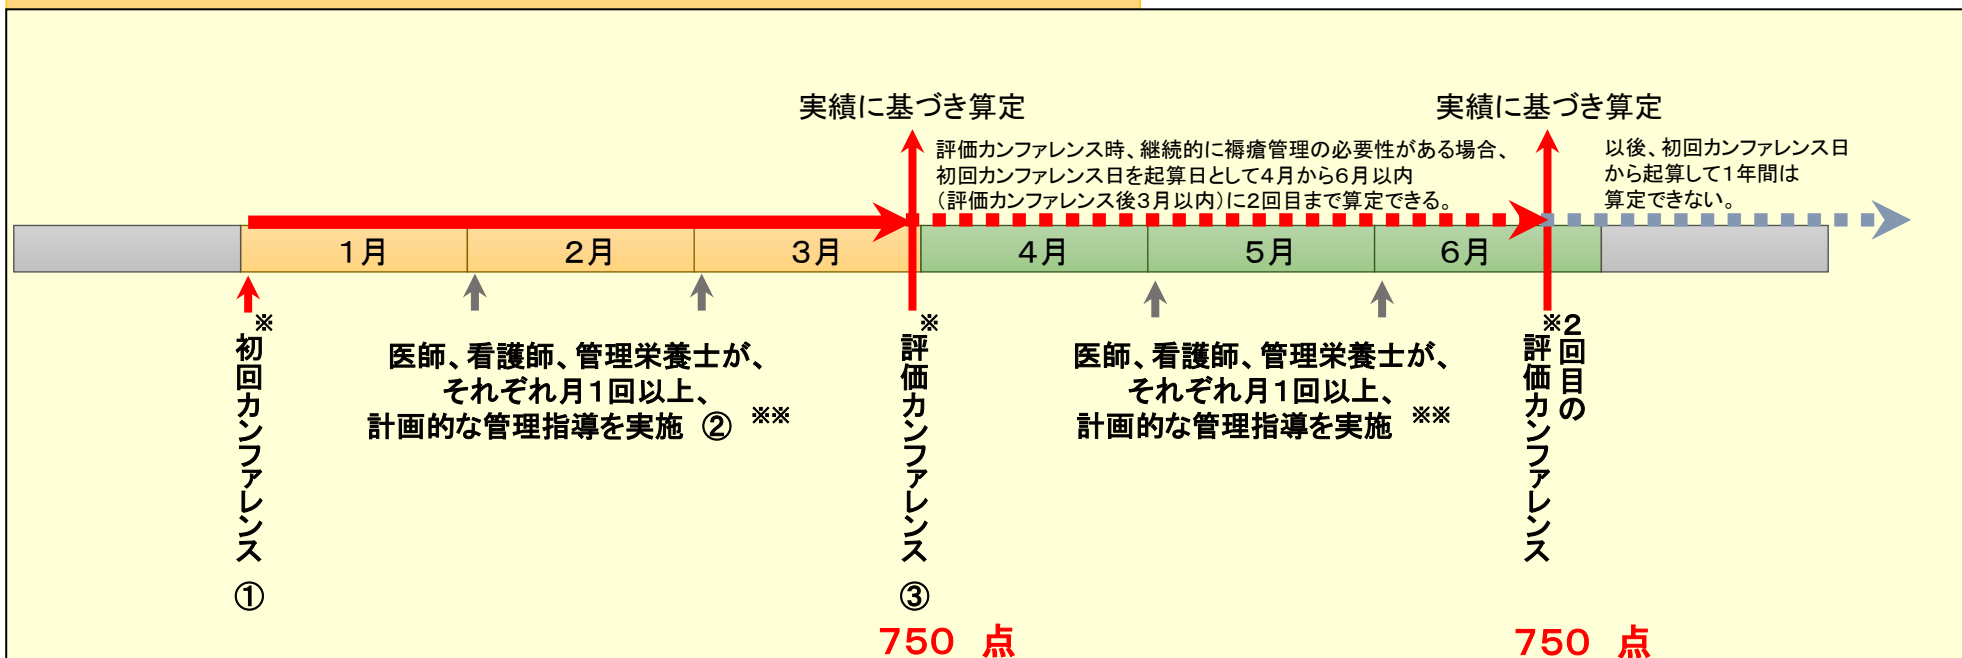 実績に基づき算定
評価カンファレンス時、継続的に褥瘡管理の必要性がある場合、
初回カンファレンス日を起算日として4月から6月以内
（評価カンファレンス後3月以内）に2回目まで算定できる。
実績に基づき算定
以後、初回カンファレンス日
から起算して1年間は
算定できない。
1月
2月
3月
4月
5月
6月
※
初回カンファレンス ①
医師、看護師、管理栄養士が、
それぞれ月1回以上、
計画的な管理指導を実施 ② ※※
※
評価カンファレンス ③
750 点
医師、看護師、管理栄養士が、
それぞれ月1回以上、
計画的な管理指導を実施 ※※
※
2回目の
評価カンファレンス
750 点